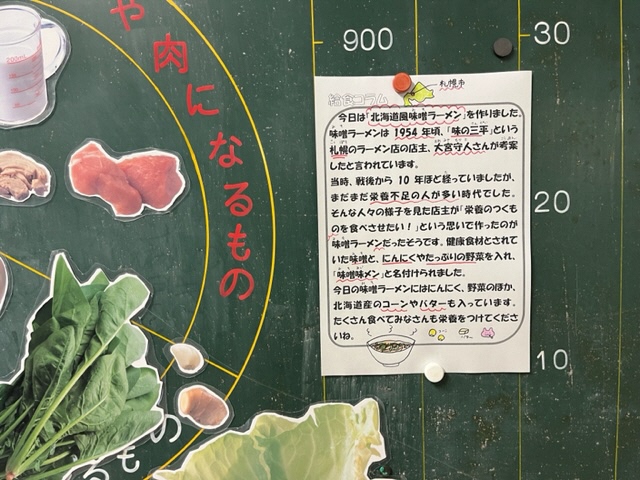 や肉になるもの
200ml
900
30
20
10
札幌市
給食コラム
今日は「北海道風味噌ラーメン」を作りました。
味噌ラーメンは1954年頃、「味の三平」という
札幌のラーメン店の店主、大宮守人さんが考案
したと言われています。
当時、戦後から10年ほど経っていましたが、
まだまだ栄養不足の人が多い時代でした。
そんな人々の様子を見た店主が「栄養のつくも
のを食べさせたい！」という思いで作ったのが
味噌ラーメンだったそうです。健康食材とされて
いた味噌と、にんにくやたっぷりの野菜を入れ、
「味噌味メン」と名付けられました。
今日の味噌ラーメンにはにんにく、野菜のほか、
北海道産のコーンやバターも入っています。
たくさん食べてみなさんも栄養をつけてくださ
いね。
るもの